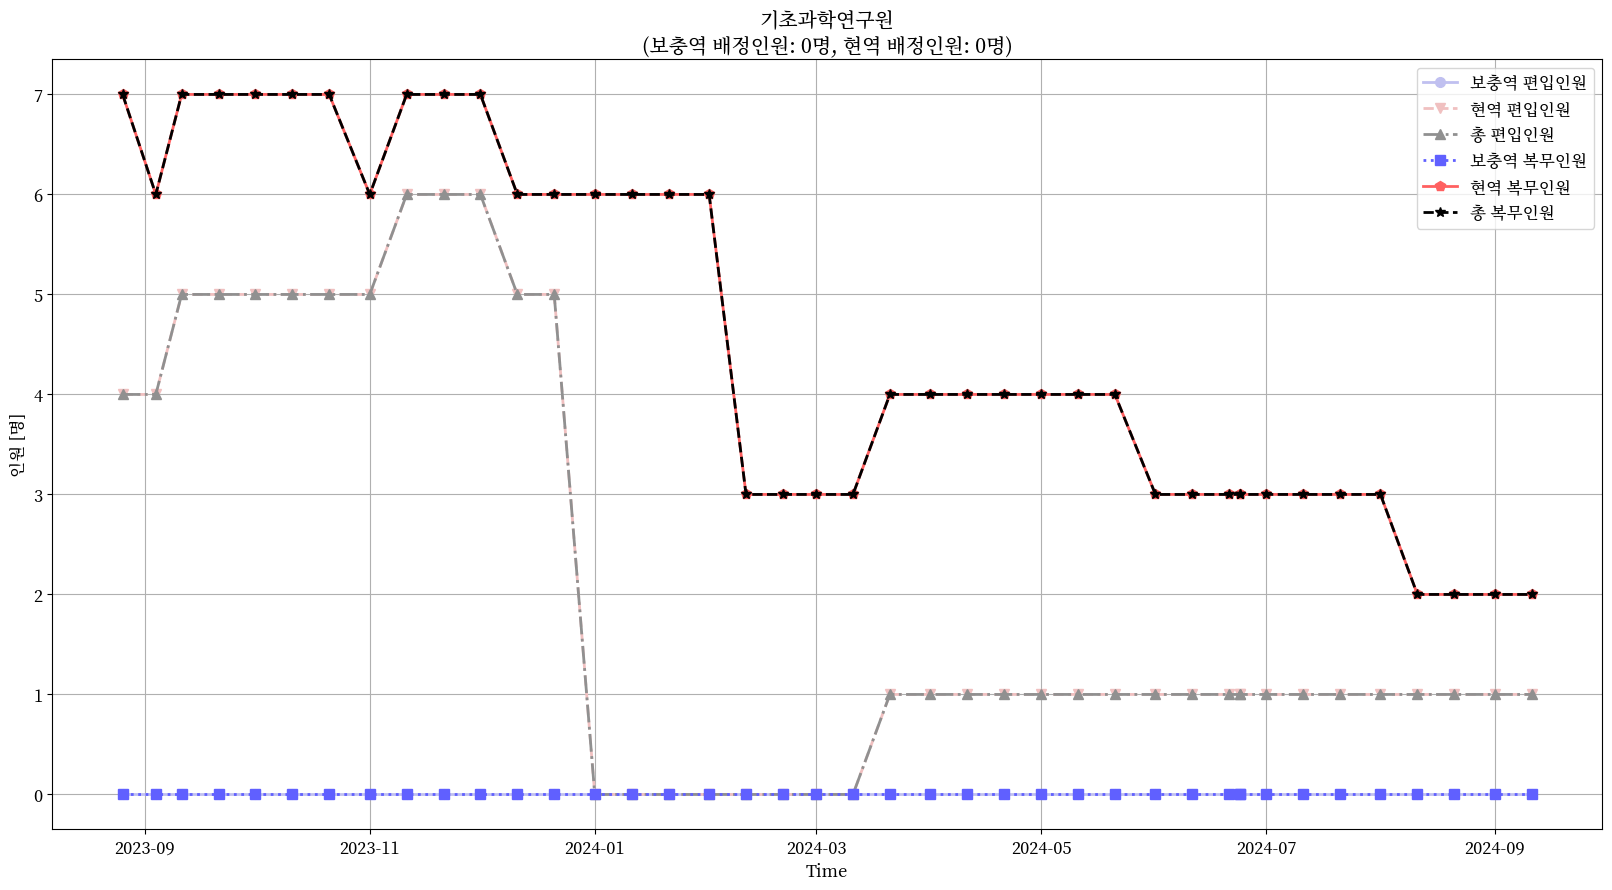 기초과학연구원
(보충역 배정인원: 0명, 현역 배정인원: 0명)
보충역 편입인원
현역 편입인원
총 편입인원
보충역 복무인원
현역 복무인원
총 복무인원
7
6
5
4
3
2
1
0
인원 [명]
2023-09
2023-11
2024-01
2024-03
2024-05
2024-07
2024-09
Time